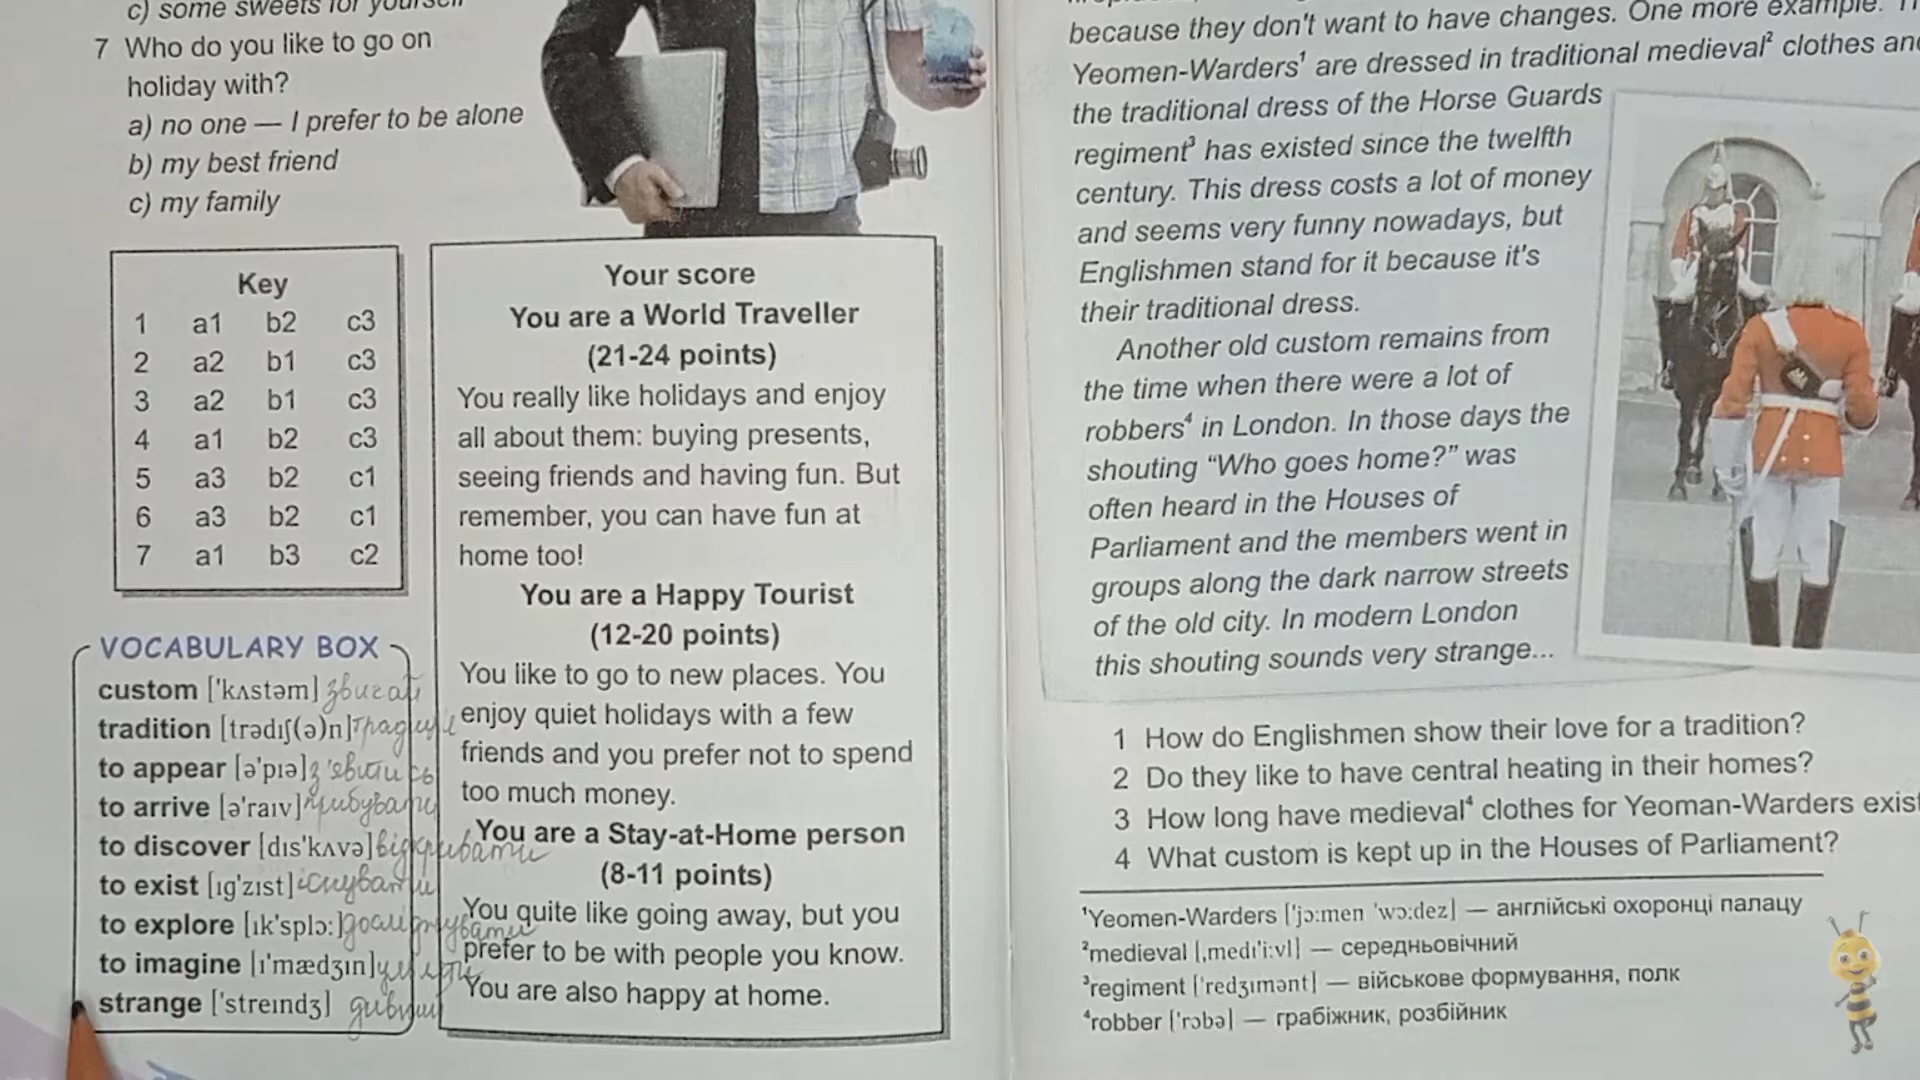 c) some sweets for yourself
7 Who do you like to go on
holiday with?
a) no one — I prefer to be alone
b) my best friend
c) my family
Key
1 a1 b2 c3
2 a2 b1 c3
3 a2 b1 c3
4 a1 b2 c3
5 a3 b2 c1
6 a3 b2 c1
7 a1 b3 c2
VOCABULARY BOX
custom ['kʌstəm] звичай
tradition [trədɪʃ(ə)n] традиція
to appear [ə'pɪə] з'явитись
to arrive [ə'raɪv] прибувати
to discover [dɪs'kʌvə] відкривати
to exist [ɪg'zɪst] існувати
to explore [ɪk'splɔ:] досліджувати
to imagine [ɪ'mædʒɪn]
strange ['streɪndʒ] дивний
Your score
You are a World Traveller
(21-24 points)
You really like holidays and enjoy
all about them: buying presents,
seeing friends and having fun. But
remember, you can have fun at
home too!
You are a Happy Tourist
(12-20 points)
You like to go to new places. You
enjoy quiet holidays with a few
friends and you prefer not to spend
too much money.
You are a Stay-at-Home person
(8-11 points)
You quite like going away, but you
prefer to be with people you know.
You are also happy at home.
because they don't want to have changes. One more example.
Yeomen-Warders¹ are dressed in traditional medieval² clothes and
the traditional dress of the Horse Guards
regiment³ has existed since the twelfth
century. This dress costs a lot of money
and seems very funny nowadays, but
Englishmen stand for it because it's
their traditional dress.
Another old custom remains from
the time when there were a lot of
robbers⁴ in London. In those days the
shouting “Who goes home?” was
often heard in the Houses of
Parliament and the members went in
groups along the dark narrow streets
of the old city. In modern London
this shouting sounds very strange...
1 How do Englishmen show their love for a tradition?
2 Do they like to have central heating in their homes?
3 How long have medieval⁴ clothes for Yeoman-Warders exist
4 What custom is kept up in the Houses of Parliament?
¹Yeomen-Warders ['jɔ:men 'wɔ:dez] — англійські охоронці палацу
²medieval [,medɪ'i:vl] — середньовічний
³regiment ['redʒɪmənt] — військове формування, полк
⁴robber ['rɔbə] — грабіжник, розбійник